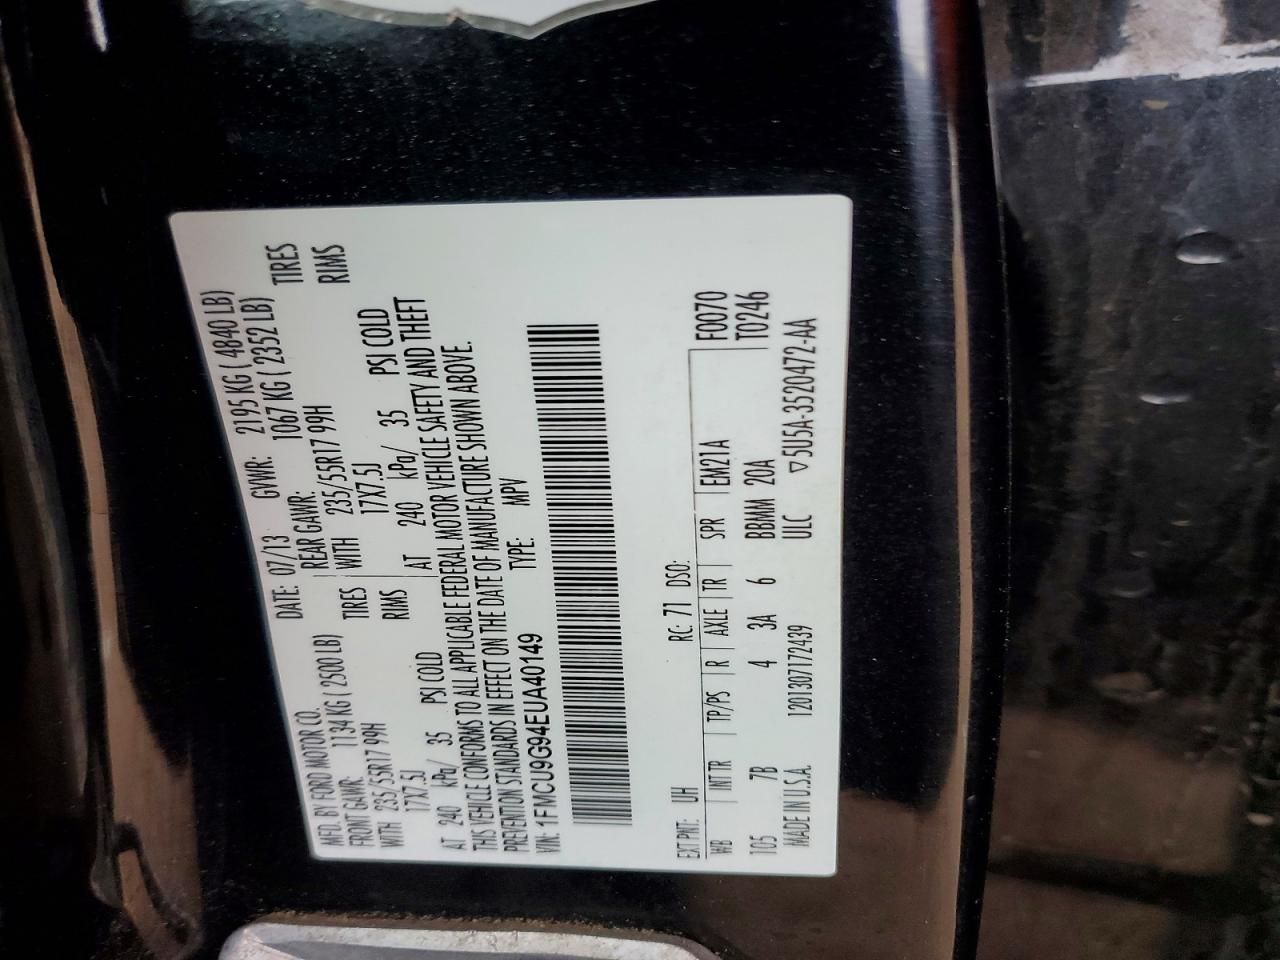 MFD. BY FORD MOTOR CO.
DATE: 07/13 GVWR: 2195 KG ( 4840 LB)
FRONT GAWR: 1134 KG ( 2500 LB) REAR GAWR: 1067 KG ( 2352 LB)
WITH 235/55R17 99H TIRES WITH 235/55R17 99H TIRES
17X7.5J RIMS 17X7.5J RIMS
AT 240 kPa/ 35 PSI COLD AT 240 kPa/ 35 PSI COLD
THIS VEHICLE CONFORMS TO ALL APPLICABLE FEDERAL MOTOR VEHICLE SAFETY AND THEFT
PREVENTION STANDARDS IN EFFECT ON THE DATE OF MANUFACTURE SHOWN ABOVE.
VIN: 1FMCU9G94EUA40149 TYPE: MPV
EXT PNT: UH RC: 71 DSO:
WB INT TR TP/PS R AXLE TR SPR EM21A F0070
105 7B 4 3A 6 BBMM 20A T0246
MADE IN U.S.A. 1201307172439 ULC ▽5U5A-3520472-AA